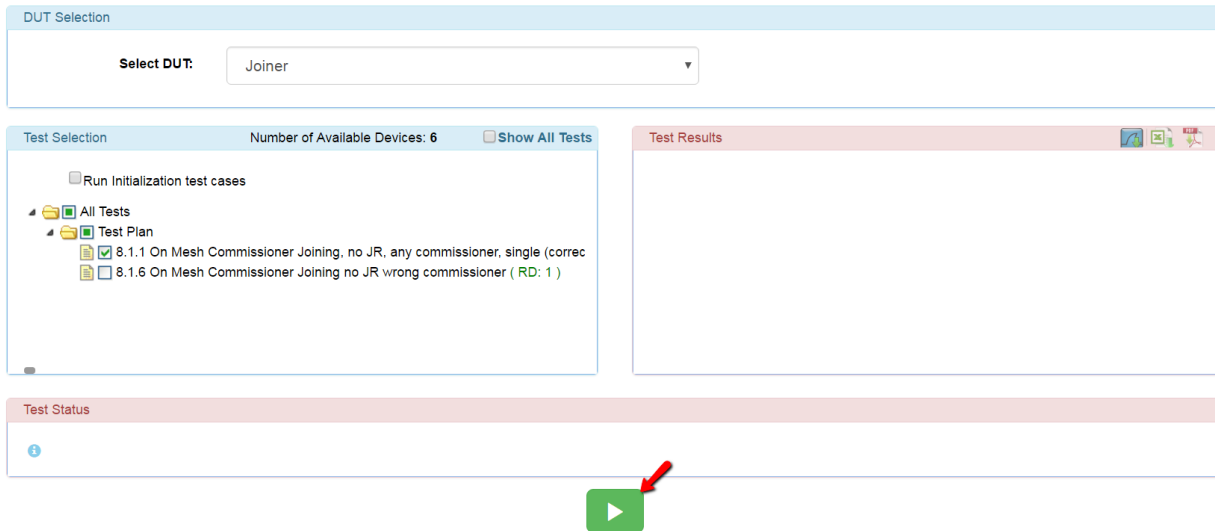 DUT Selection
Select DUT: Joiner
Test Selection Number of Available Devices: 6 Show All Tests
Run Initialization test cases
All Tests
Test Plan
8.1.1 On Mesh Commissioner Joining, no JR, any commissioner, single (correc
8.1.6 On Mesh Commissioner Joining no JR wrong commissioner ( RD: 1 )
Test Results
PDF
Test Status